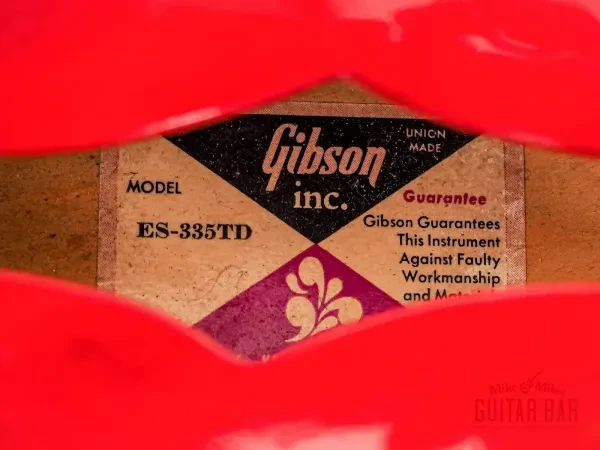 Gibson
inc.
UNION
MADE
MODEL
ES-335TD
Guarantee
Gibson Guarantees
This Instrument
Against Faulty
Workmanship
and
Mike & Mike's
GUITAR BAR